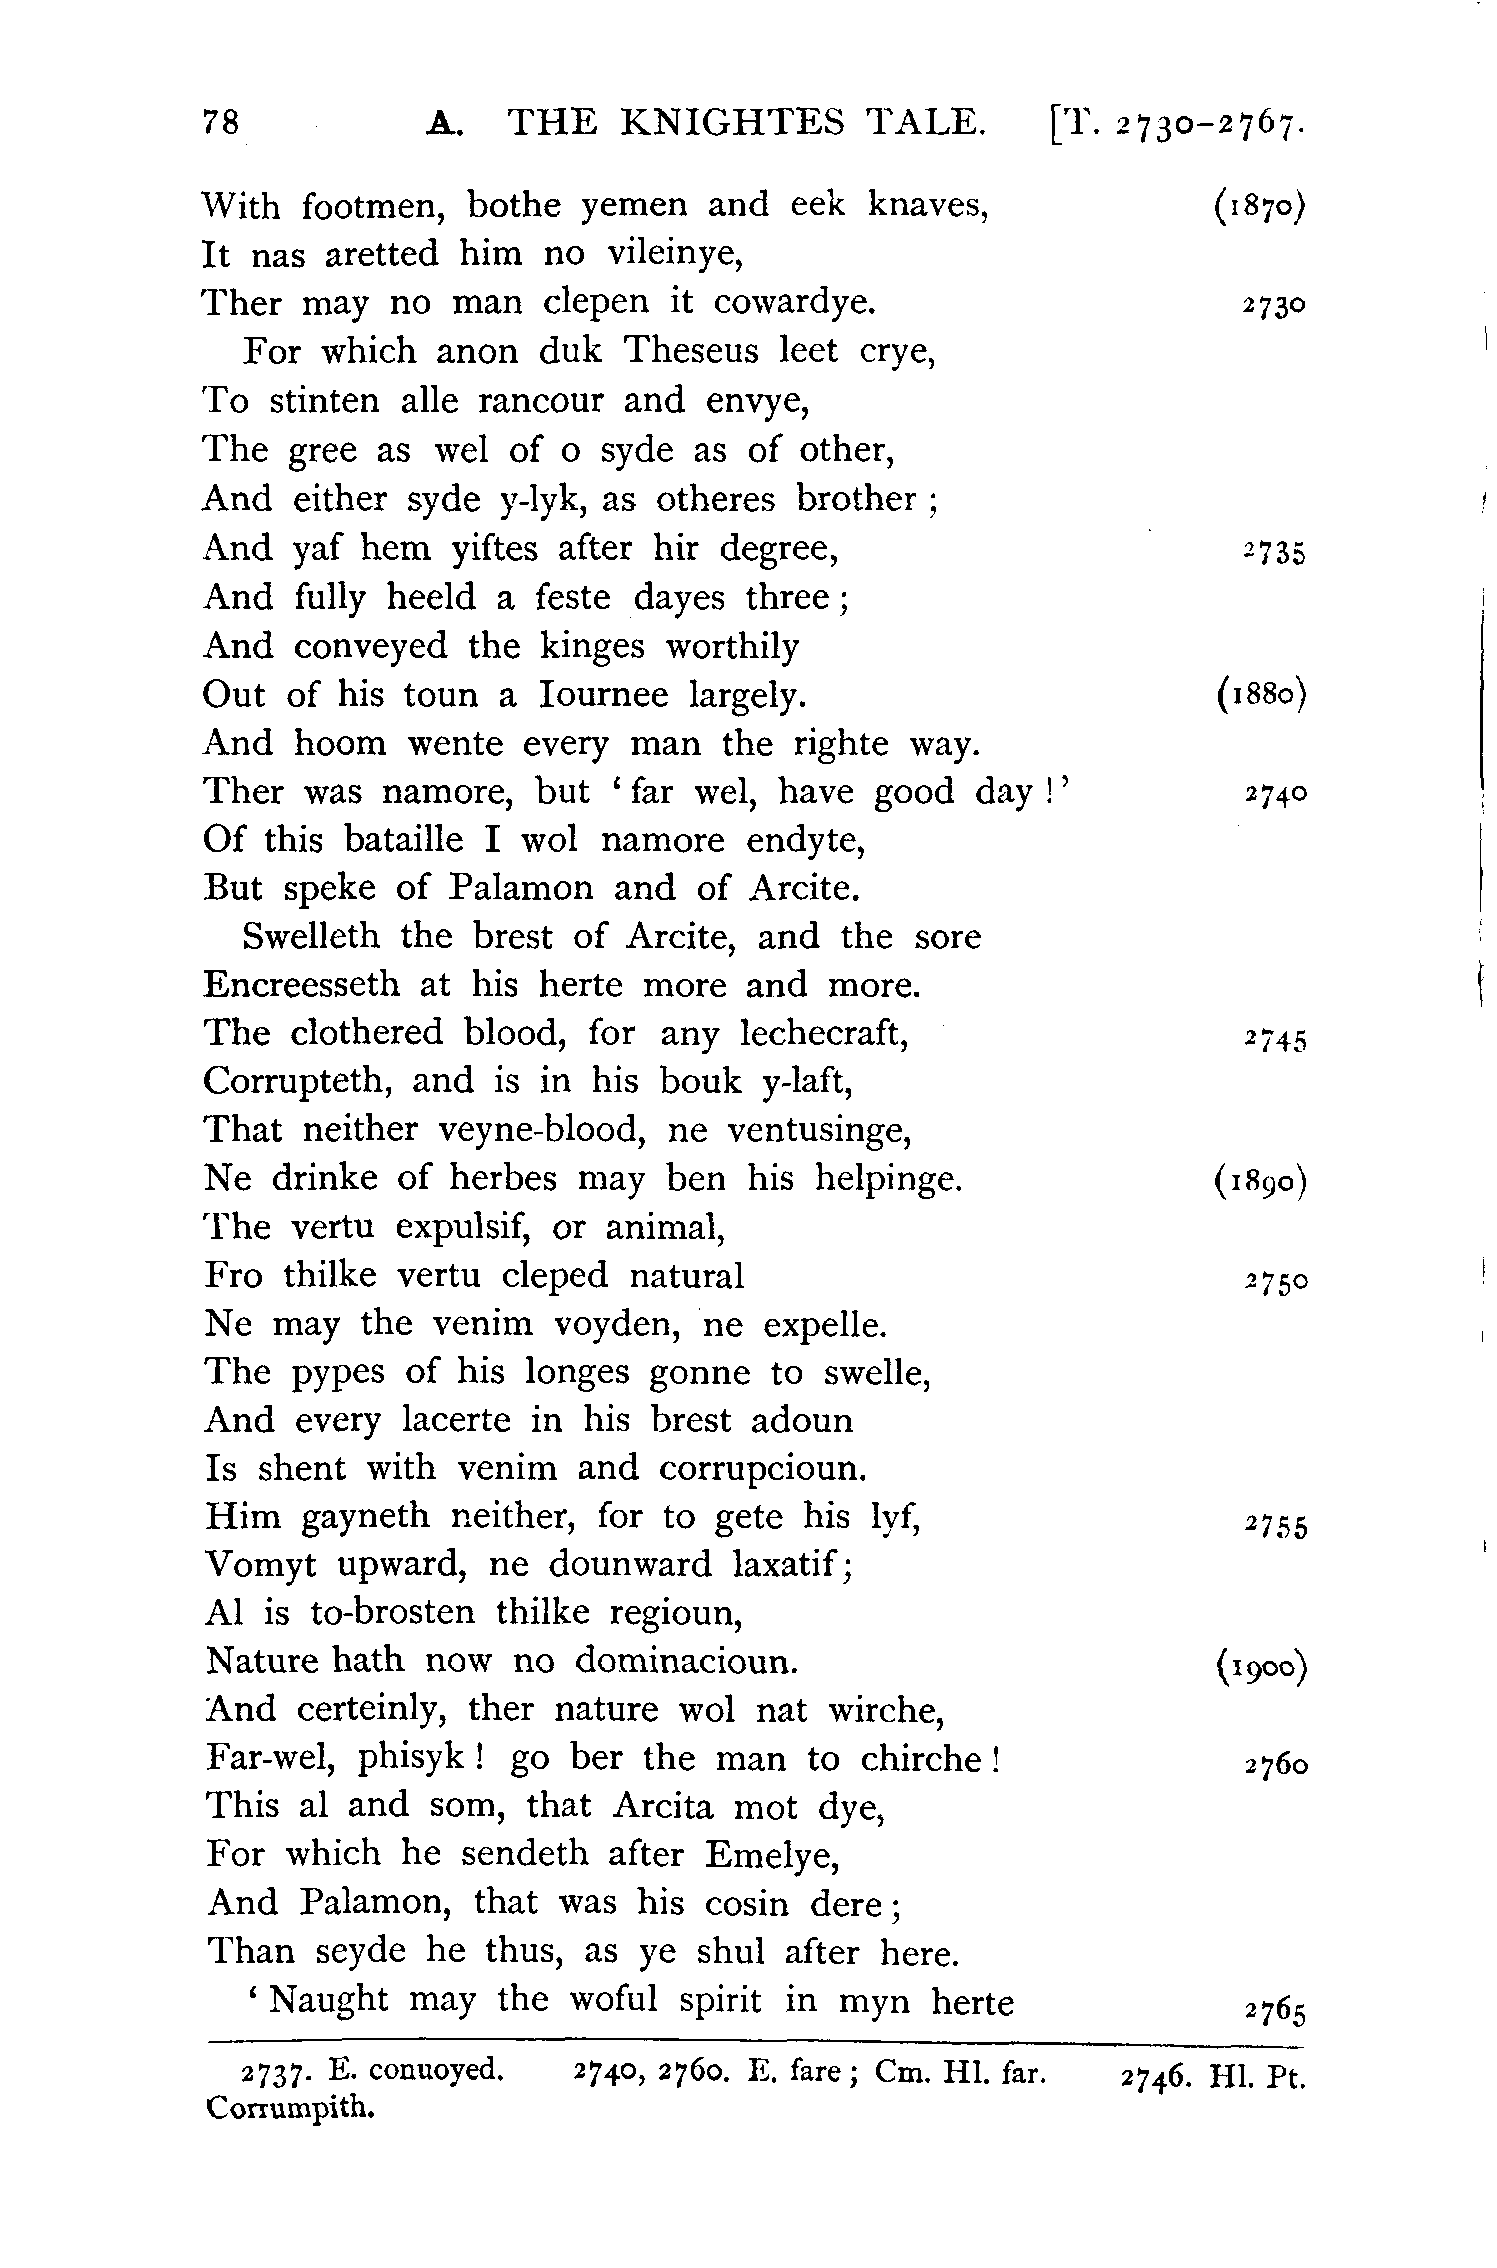 78 A. THE KNIGHTES TALE. [T. 2730–2767.
With footmen, bothe yemen and eek knaves, (1870)
It nas aretted him no vileinye,
Ther may no man clepen it cowardye. 2730
For which anon duk Theseus leet crye,
To stinten alle rancour and envye,
The gree as wel of o syde as of other,
And either syde y-lyk, as otheres brother ;
And yaf hem yiftes after hir degree, 2735
And fully heeld a feste dayes three ;
And conveyed the kinges worthily
Out of his toun a Iournee largely. (1880)
And hoom wente every man the righte way.
Ther was namore, but ‘ far wel, have good day ! ’ 2740
Of this bataille I wol namore endyte,
But speke of Palamon and of Arcite.
Swelleth the brest of Arcite, and the sore
Encreesseth at his herte more and more.
The clothered blood, for any lechecraft, 2745
Corrupteth, and is in his bouk y-laft,
That neither veyne-blood, ne ventusinge,
Ne drinke of herbes may ben his helpinge. (1890)
The vertu expulsif, or animal,
Fro thilke vertu cleped natural 2750
Ne may the venim voyden, ne expelle.
The pypes of his longes gonne to swelle,
And every lacerte in his brest adoun
Is shent with venim and corrupcioun.
Him gayneth neither, for to gete his lyf, 2755
Vomyt upward, ne dounward laxatif ;
Al is to-brosten thilke regioun,
Nature hath now no dominacioun. (1900)
And certeinly, ther nature wol nat wirche,
Far-wel, phisyk ! go ber the man to chirche ! 2760
This al and som, that Arcita mot dye,
For which he sendeth after Emelye,
And Palamon, that was his cosin dere ;
Than seyde he thus, as ye shul after here.
‘ Naught may the woful spirit in myn herte 2765
2737. E. conuoyed. 2740, 2760. E. fare ; Cm. Hl. far. 2746. Hl. Pt.
Corrumpith.